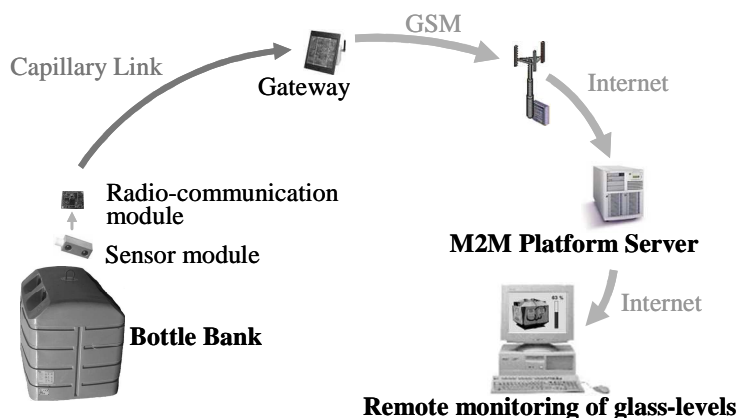 GSM
Capillary Link
Gateway
Internet
Radio-communication
module
Sensor module
M2M Platform Server
Internet
Bottle Bank
63 %
Remote monitoring of glass-levels